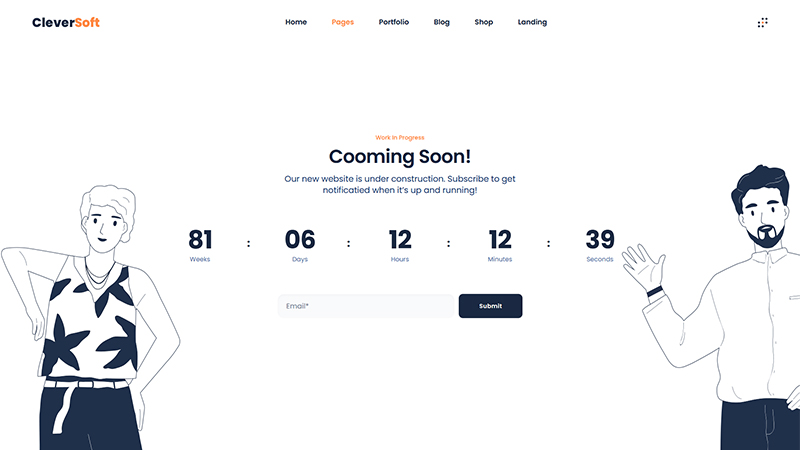 CleverSoft
Home Pages Portfolio Blog Shop Landing
Work In Progress
Cooming Soon!
Our new website is under construction. Subscribe to get
notificatied when it's up and running!
81 : 06 : 12 : 12 : 39
Weeks Days Hours Minutes Seconds
Email* Submit